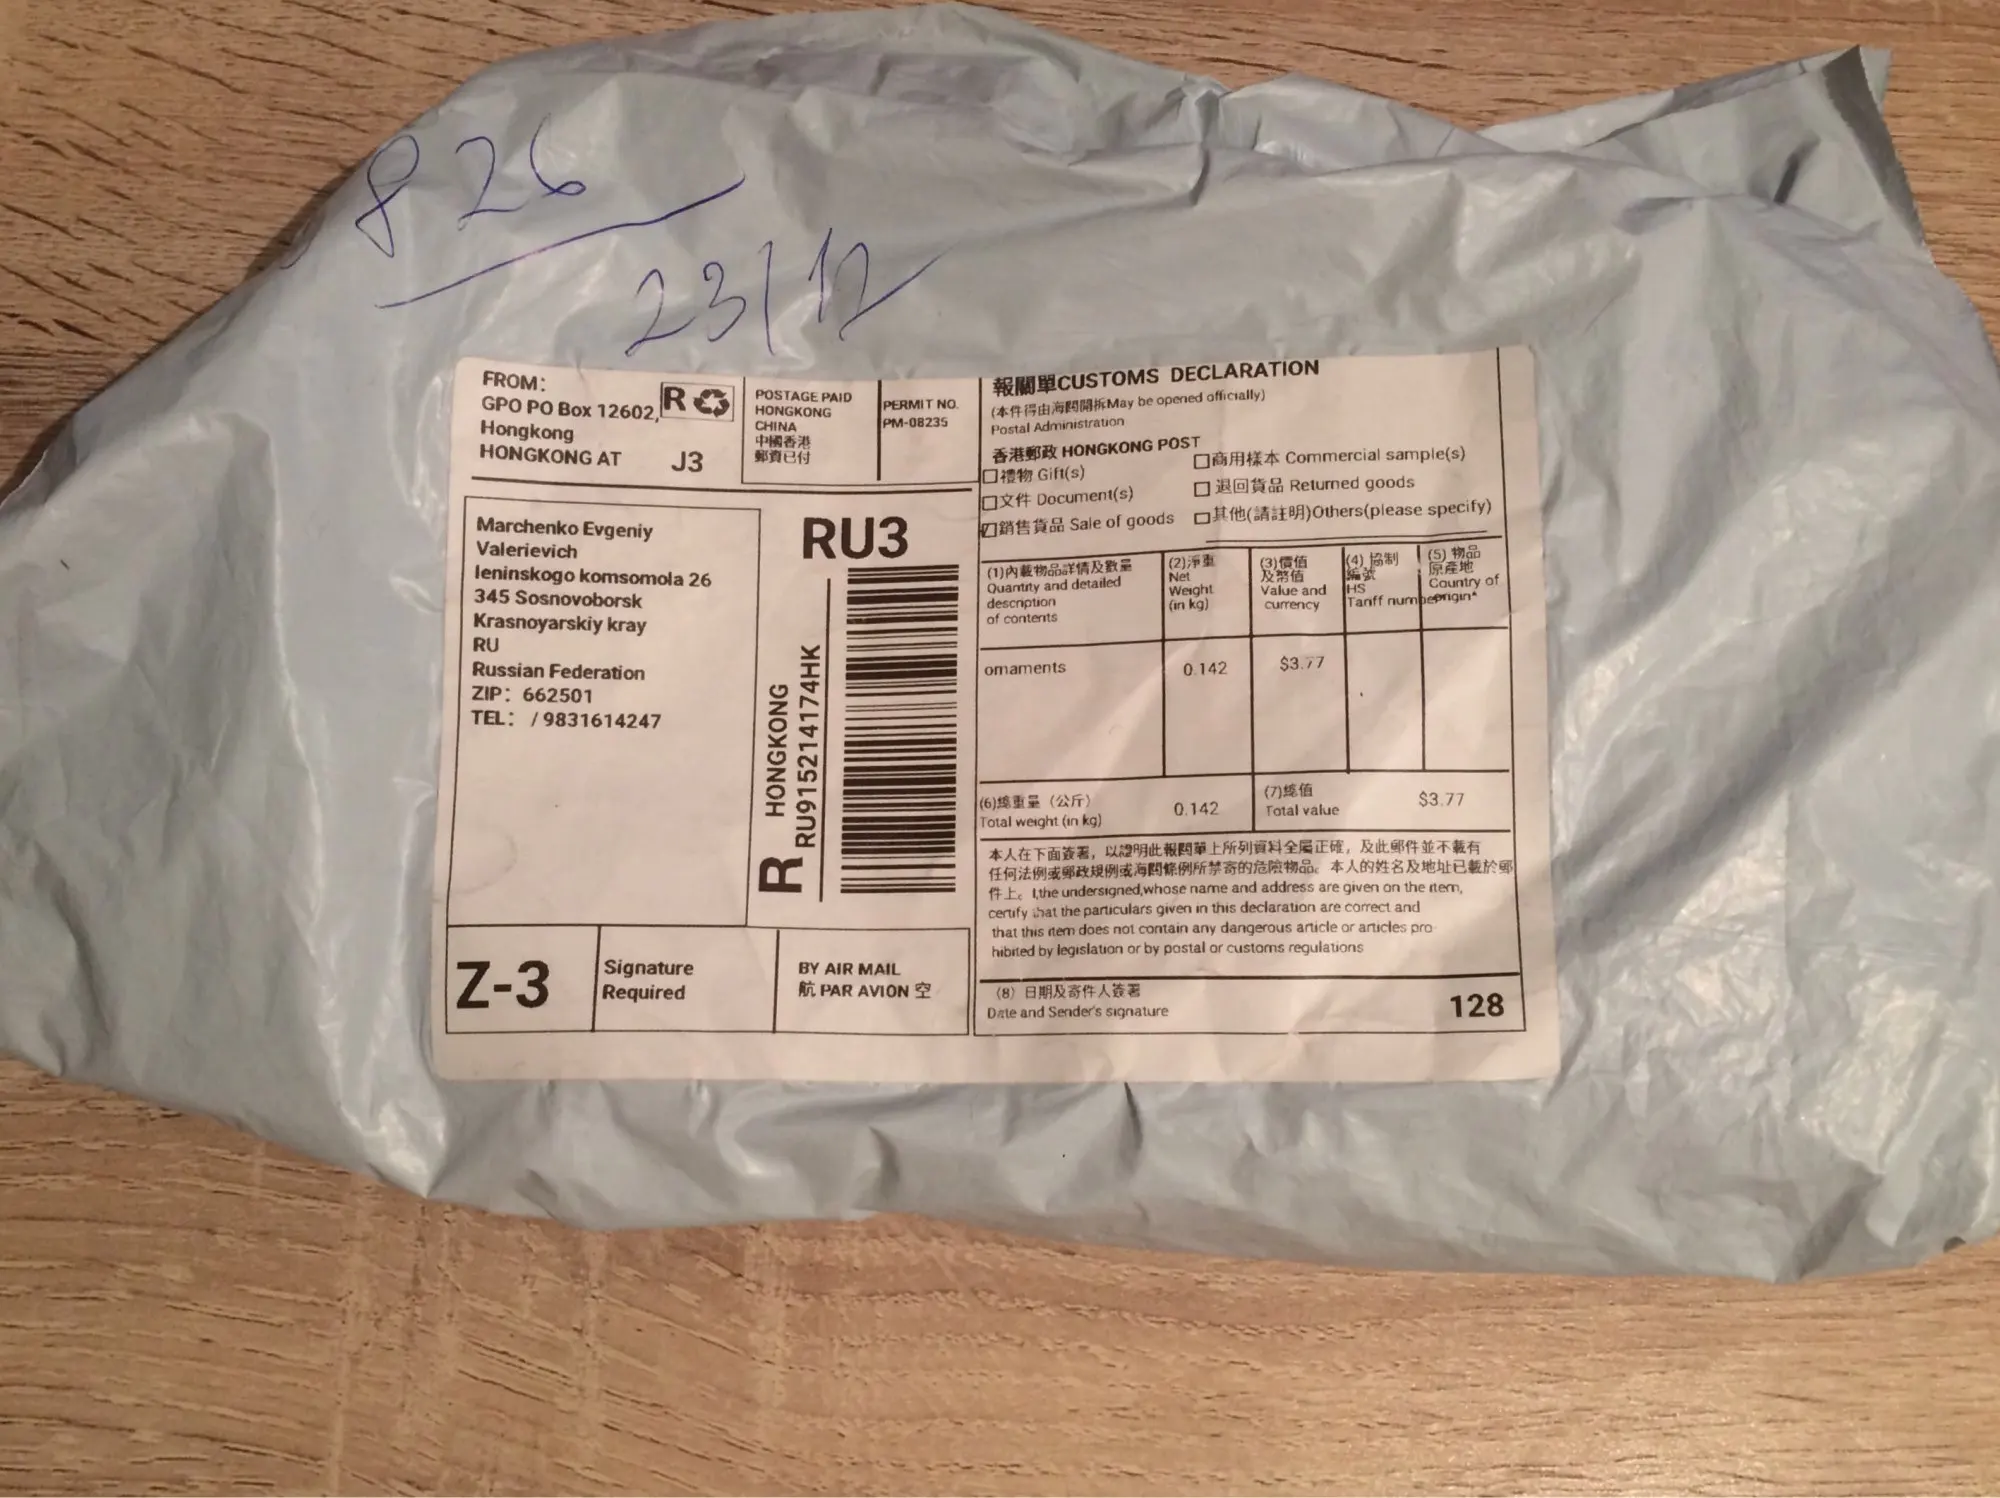 826
23/12
FROM:
GPO PO Box 12602,
Hongkong
HONGKONG AT J3
R
POSTAGE PAID
HONGKONG
CHINA
中國香港
郵資已付
PERMIT NO.
PM-08235
Marchenko Evgeniy
Valerievich
leninskogo komsomola 26
345 Sosnovoborsk
Krasnoyarskiy kray
RU
Russian Federation
ZIP: 662501
TEL: /9831614247
RU3
R HONGKONG
RU915214174HK
Z-3
Signature
Required
BY AIR MAIL
航 PAR AVION 空
報關單CUSTOMS DECLARATION
(本件得由海關開拆May be opened officially)
Postal Administration
香港郵政 HONGKONG POST
禮物 Gift(s)
商用樣本 Commercial sample(s)
文件 Document(s)
退回貨品 Returned goods
銷售貨品 Sale of goods
其他(請註明)Others(please specify)
(1)內載物品詳情及數量
Quantity and detailed
description
of contents
(2)淨重
Net
Weight
(in kg)
(3)價值
及幣值
Value and
currency
(4) 協制
編號
HS
Tariff number
(5) 物品
原產地
Country of
origin*
ornaments 0.142 $3.77
(6)總重量（公斤）
Total weight (in kg) 0.142
(7)總值
Total value $3.77
本人在下面簽署，以證明此報關單上所列資料全屬正確，及此郵件並不載有
任何法例或郵政規例或海關條例所禁寄的危險物品。本人的姓名及地址已載於郵
件上。I,the undersigned,whose name and address are given on the item,
certify that the particulars given in this declaration are correct and
that this item does not contain any dangerous article or articles pro-
hibited by legislation or by postal or customs regulations
(8) 日期及寄件人簽署
Date and Sender's signature 128